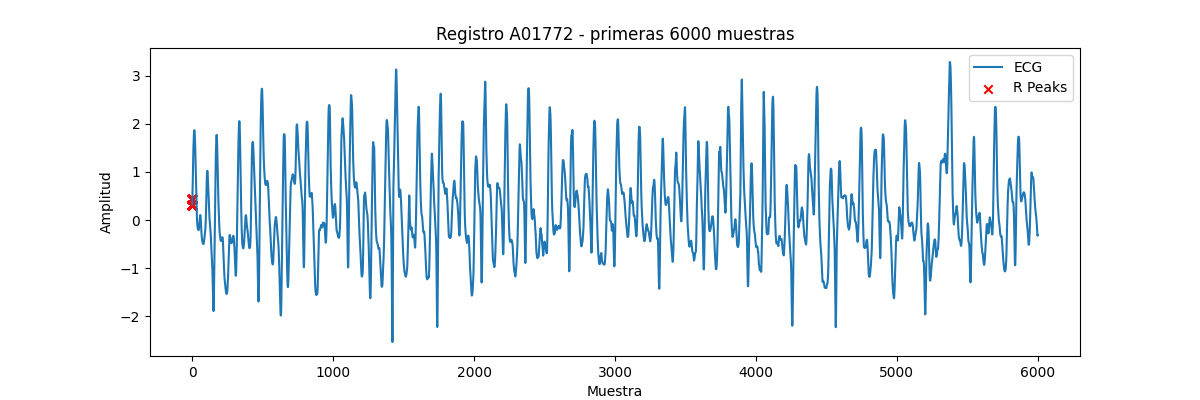 Registro A01772 - primeras 6000 muestras
ECG
R Peaks
Amplitud
3
2
1
0
−1
−2
0
1000
2000
3000
4000
5000
6000
Muestra